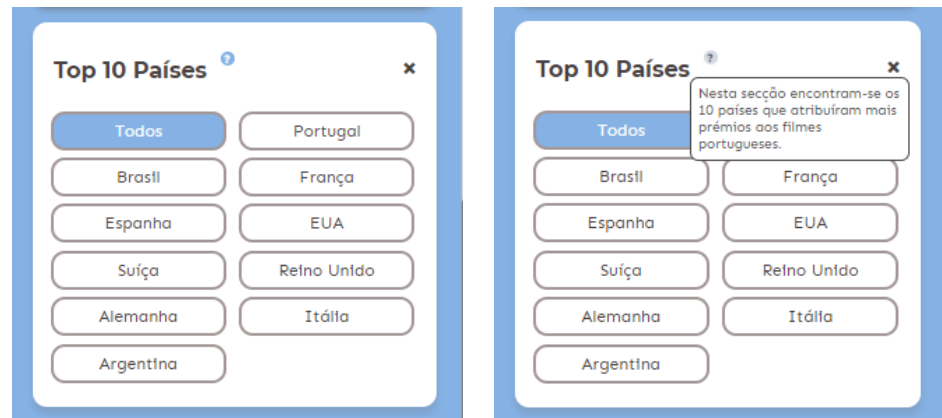 Top 10 Países ?
×
Todos
Portugal
Brasil
França
Espanha
EUA
Suíça
Reino Unido
Alemanha
Itália
Argentina
Top 10 Países ?
×
Nesta secção encontram-se os
10 países que atribuíram mais
prémios aos filmes
portugueses.
Todos
Brasil
França
Espanha
EUA
Suíça
Reino Unido
Alemanha
Itália
Argentina